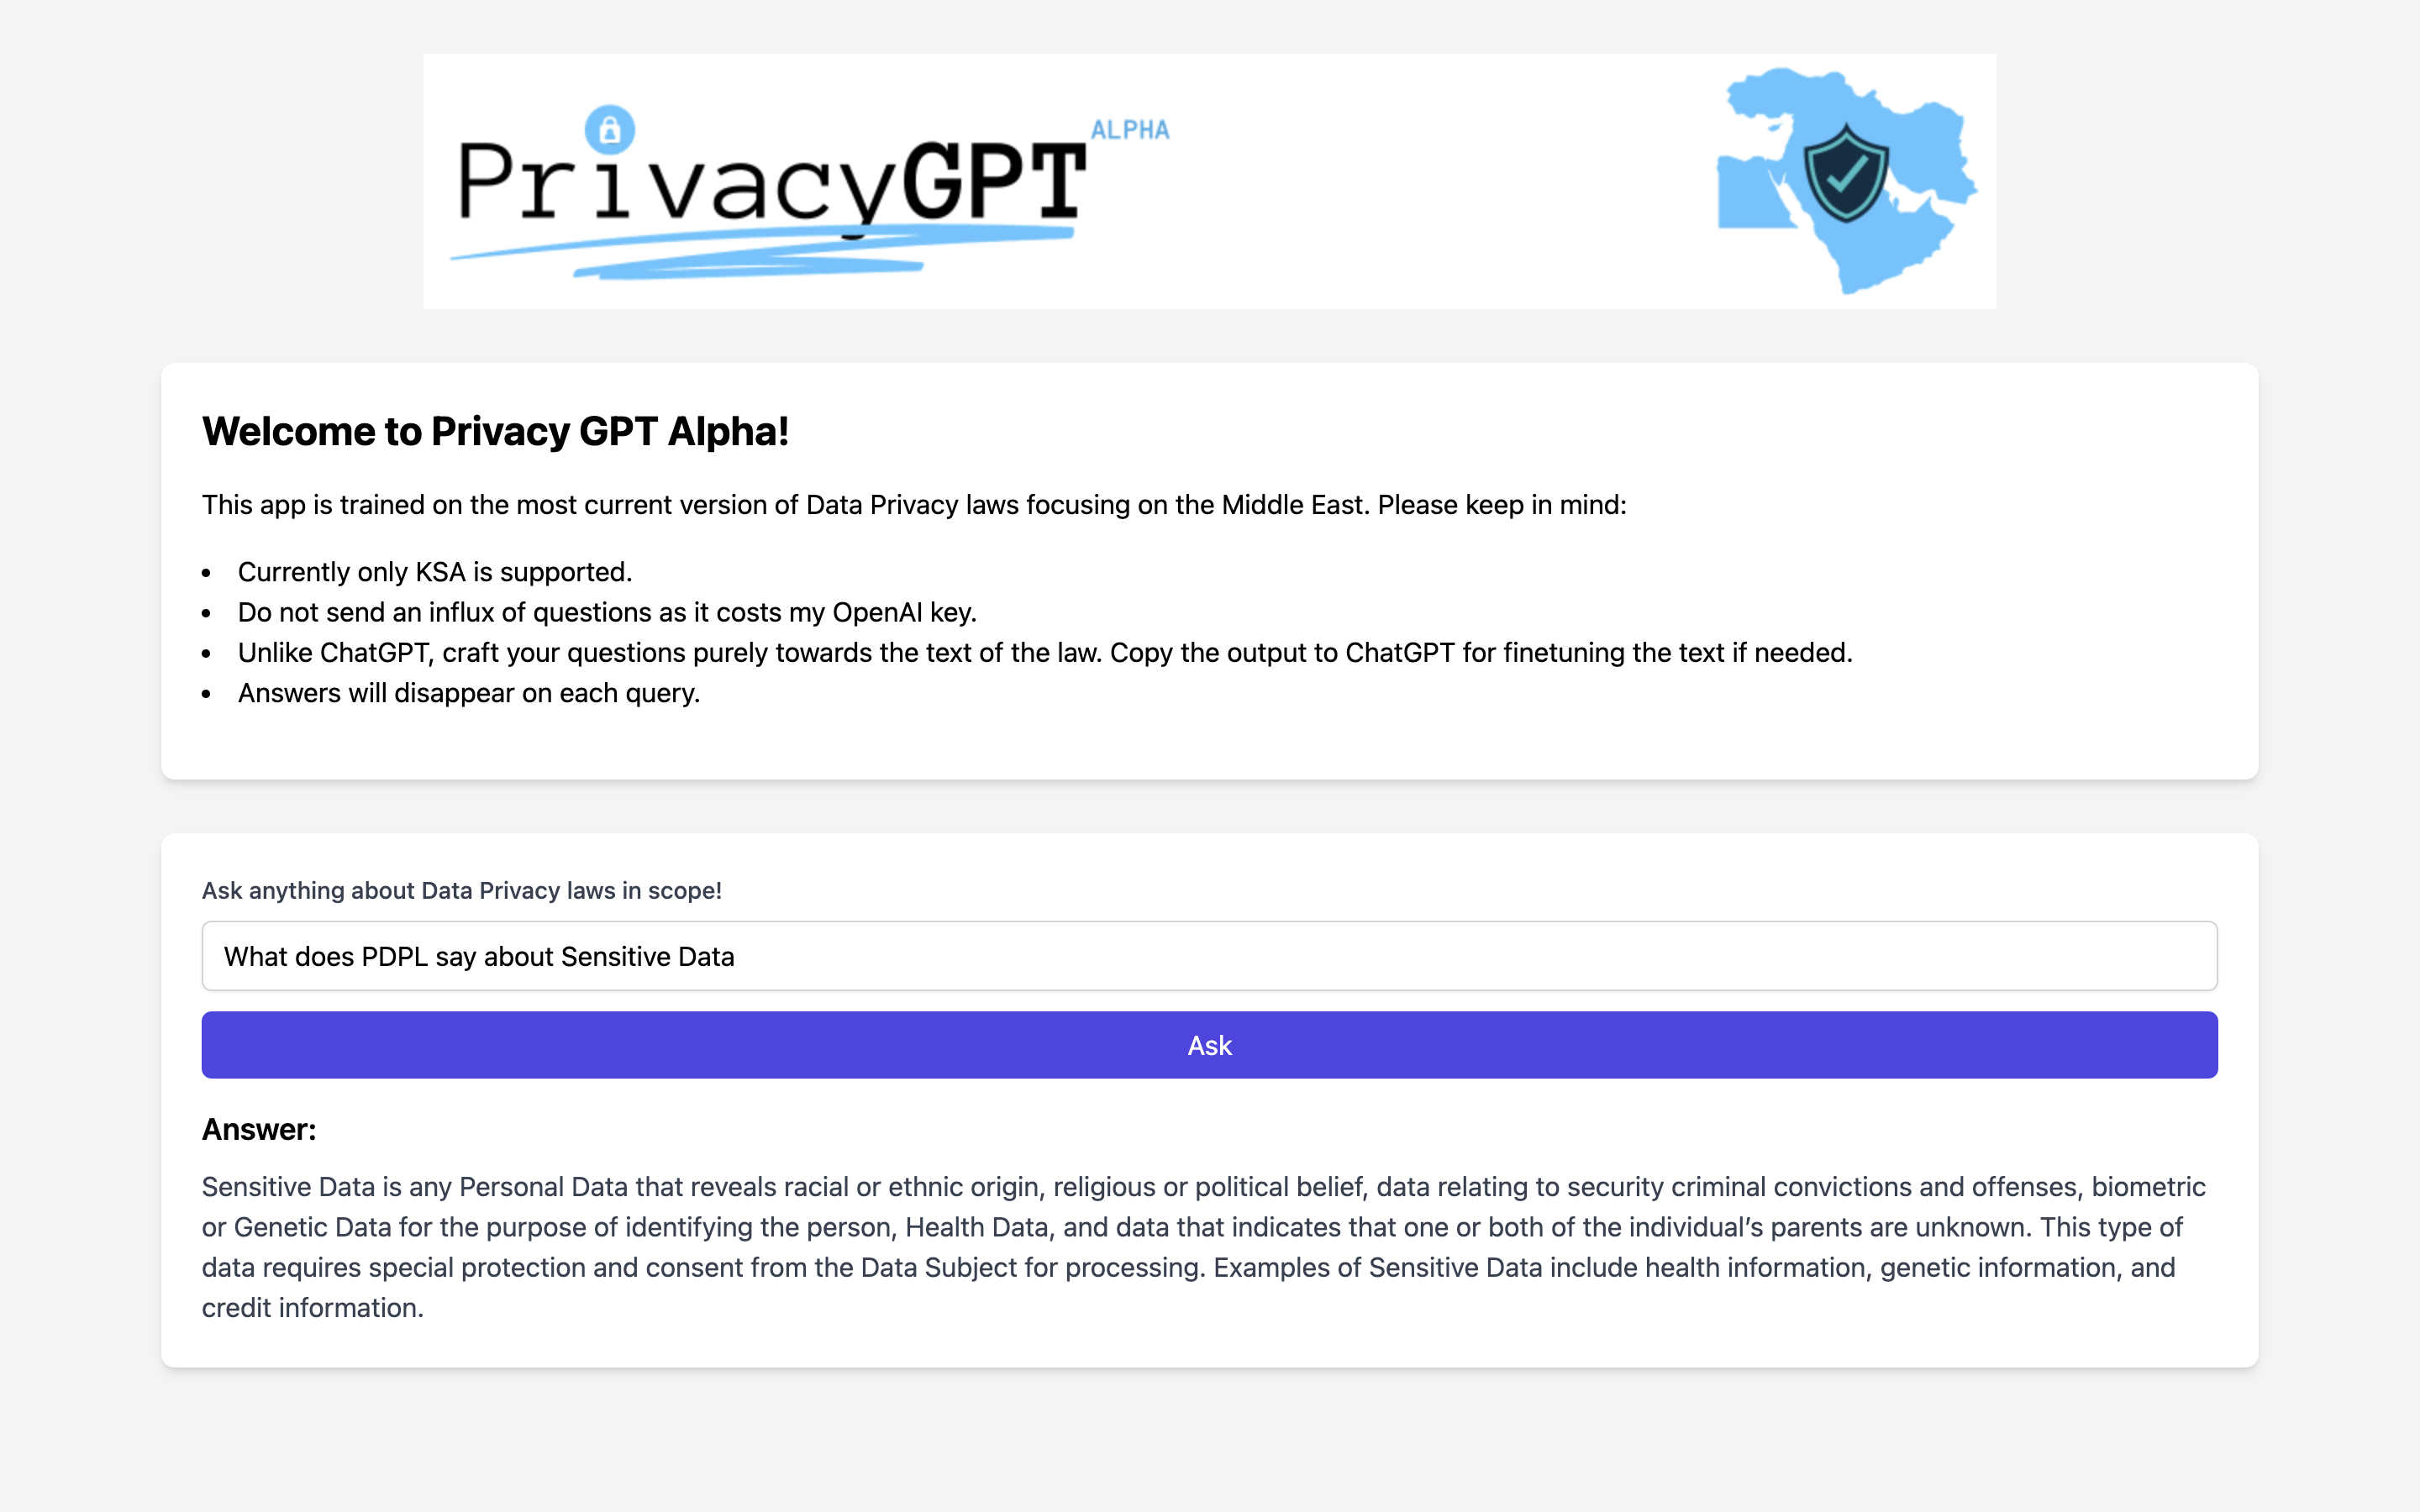 PrivacyGPT ALPHA
Welcome to Privacy GPT Alpha!
This app is trained on the most current version of Data Privacy laws focusing on the Middle East. Please keep in mind:
• Currently only KSA is supported.
• Do not send an influx of questions as it costs my OpenAI key.
• Unlike ChatGPT, craft your questions purely towards the text of the law. Copy the output to ChatGPT for finetuning the text if needed.
• Answers will disappear on each query.
Ask anything about Data Privacy laws in scope!
What does PDPL say about Sensitive Data
Ask
Answer:
Sensitive Data is any Personal Data that reveals racial or ethnic origin, religious or political belief, data relating to security criminal convictions and offenses, biometric
or Genetic Data for the purpose of identifying the person, Health Data, and data that indicates that one or both of the individual’s parents are unknown. This type of
data requires special protection and consent from the Data Subject for processing. Examples of Sensitive Data include health information, genetic information, and
credit information.